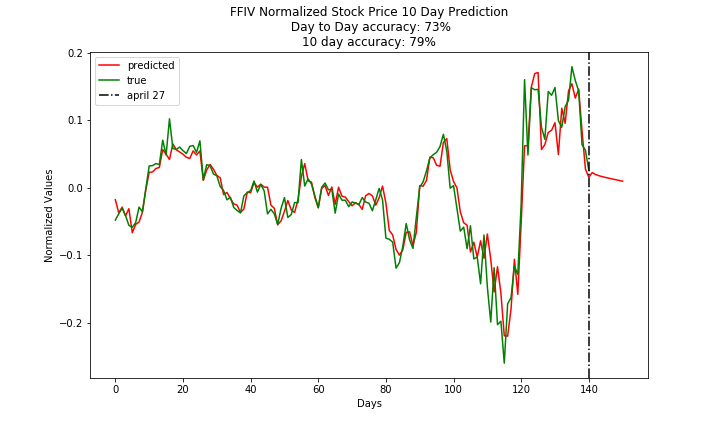 FFIV Normalized Stock Price 10 Day Prediction
Day to Day accuracy: 73%
10 day accuracy: 79%
predicted
true
april 27
Normalized Values
0.2
0.1
0.0
−0.1
−0.2
0 20 40 60 80 100 120 140
Days